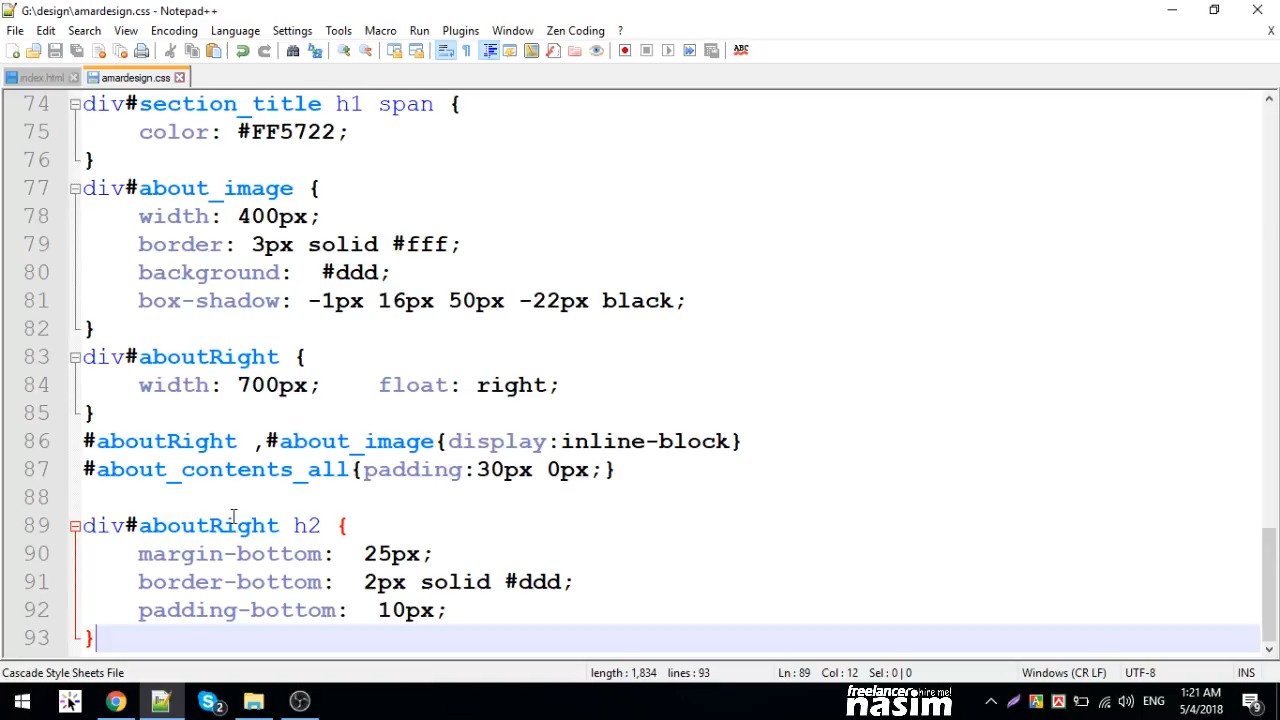 G:\design\amardesign.css - Notepad++
File Edit Search View Encoding Language Settings Tools Macro Run Plugins Window Zen Coding ? X
ABC
index.html amardesign.css
74 div#section_title h1 span {
75 color: #FF5722;
76 }
77 div#about_image {
78 width: 400px;
79 border: 3px solid #fff;
80 background: #ddd;
81 box-shadow: -1px 16px 50px -22px black;
82 }
83 div#aboutRight {
84 width: 700px; float: right;
85 }
86 #aboutRight ,#about_image{display:inline-block}
87 #about_contents_all{padding:30px 0px;}
88
89 div#aboutRight h2 {
90 margin-bottom: 25px;
91 border-bottom: 2px solid #ddd;
92 padding-bottom: 10px;
93 }
Cascade Style Sheets File length : 1,834 lines : 93 Ln : 89 Col : 12 Sel : 0 | 0 Windows (CR LF) UTF-8 INS
2
ENG
1:21 AM
5/4/2018
9
nasim